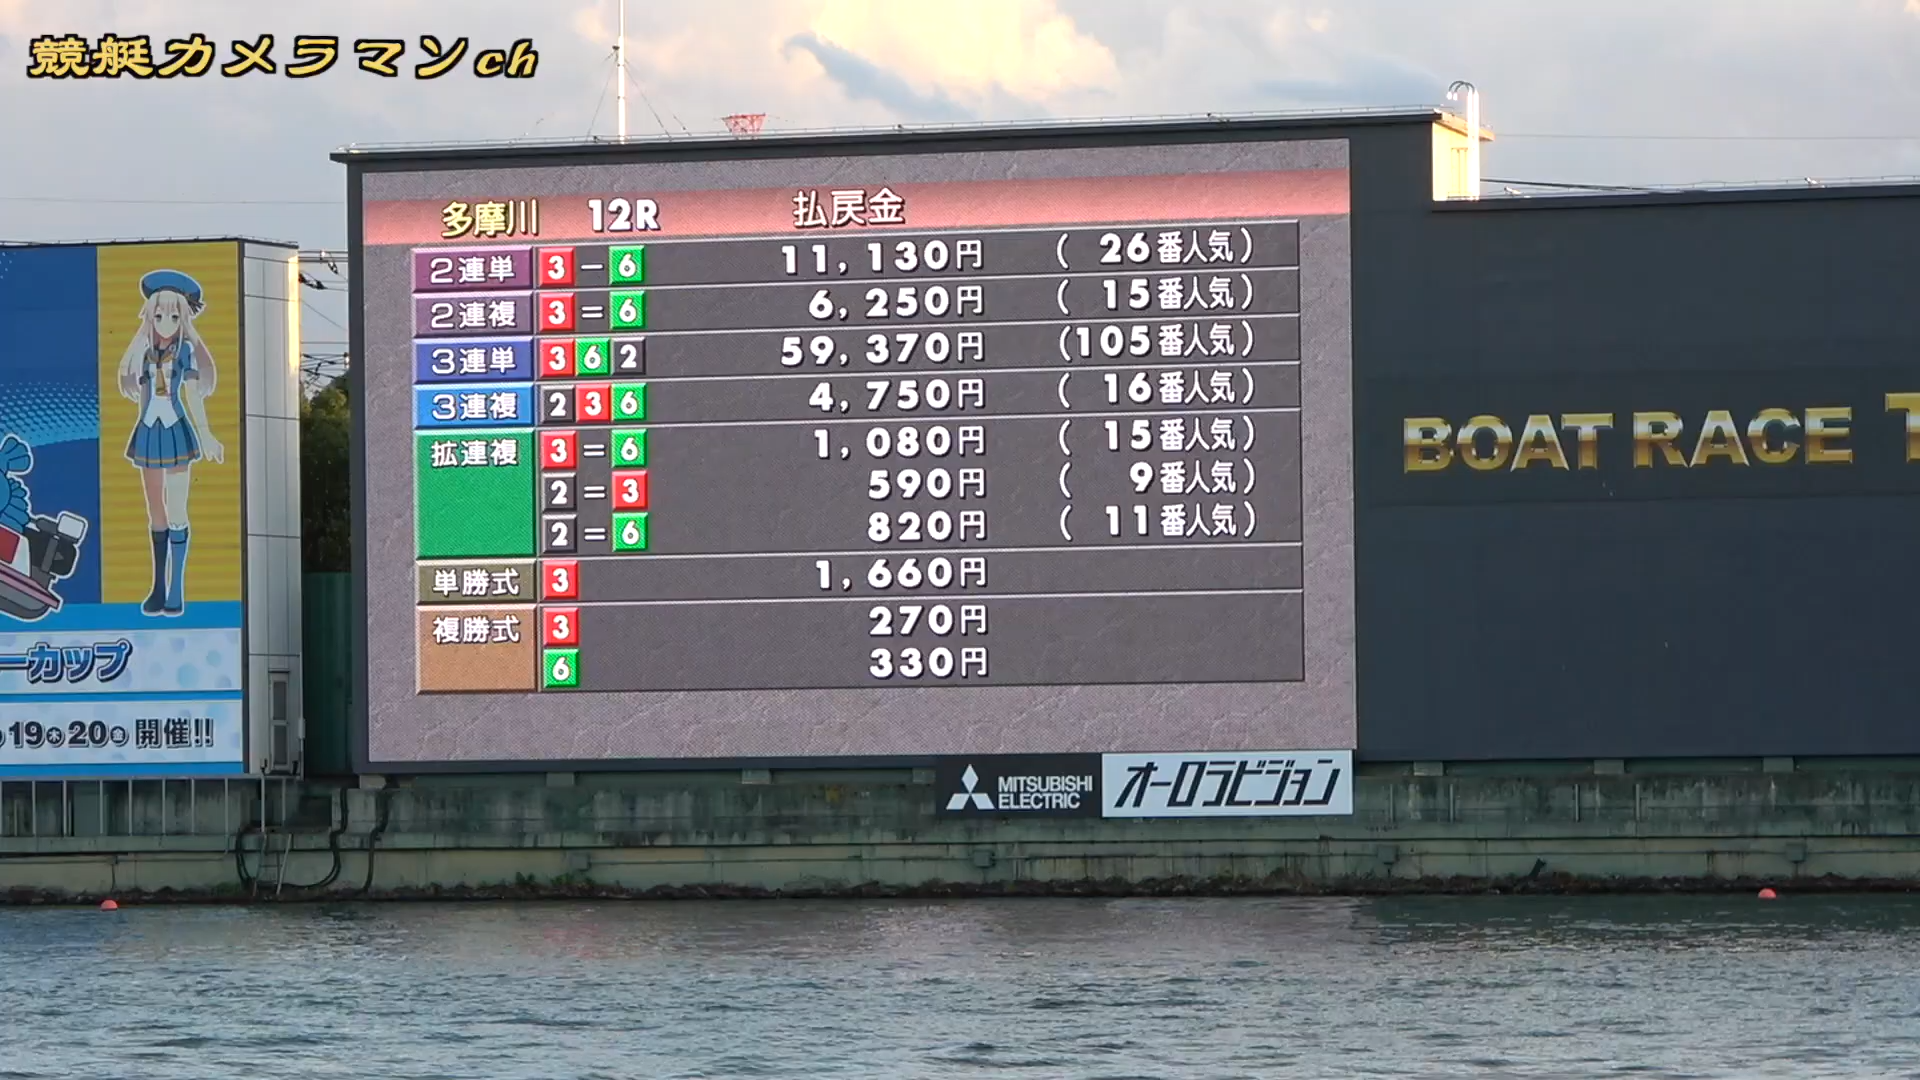 競艇カメラマンch
多摩川 12R 払戻金
2連単 3 - 6 11,130円 ( 26番人気)
2連複 3 = 6 6,250円 ( 15番人気)
3連単 3 6 2 59,370円 (105番人気)
3連複 2 3 6 4,750円 ( 16番人気)
拡連複 3 = 6 1,080円 ( 15番人気)
2 = 3 590円 ( 9番人気)
2 = 6 820円 ( 11番人気)
単勝式 3 1,660円
複勝式 3 270円
6 330円
BOAT RACE T
ーカップ
19木20金開催!!
MITSUBISHI ELECTRIC
オーロラビジョン